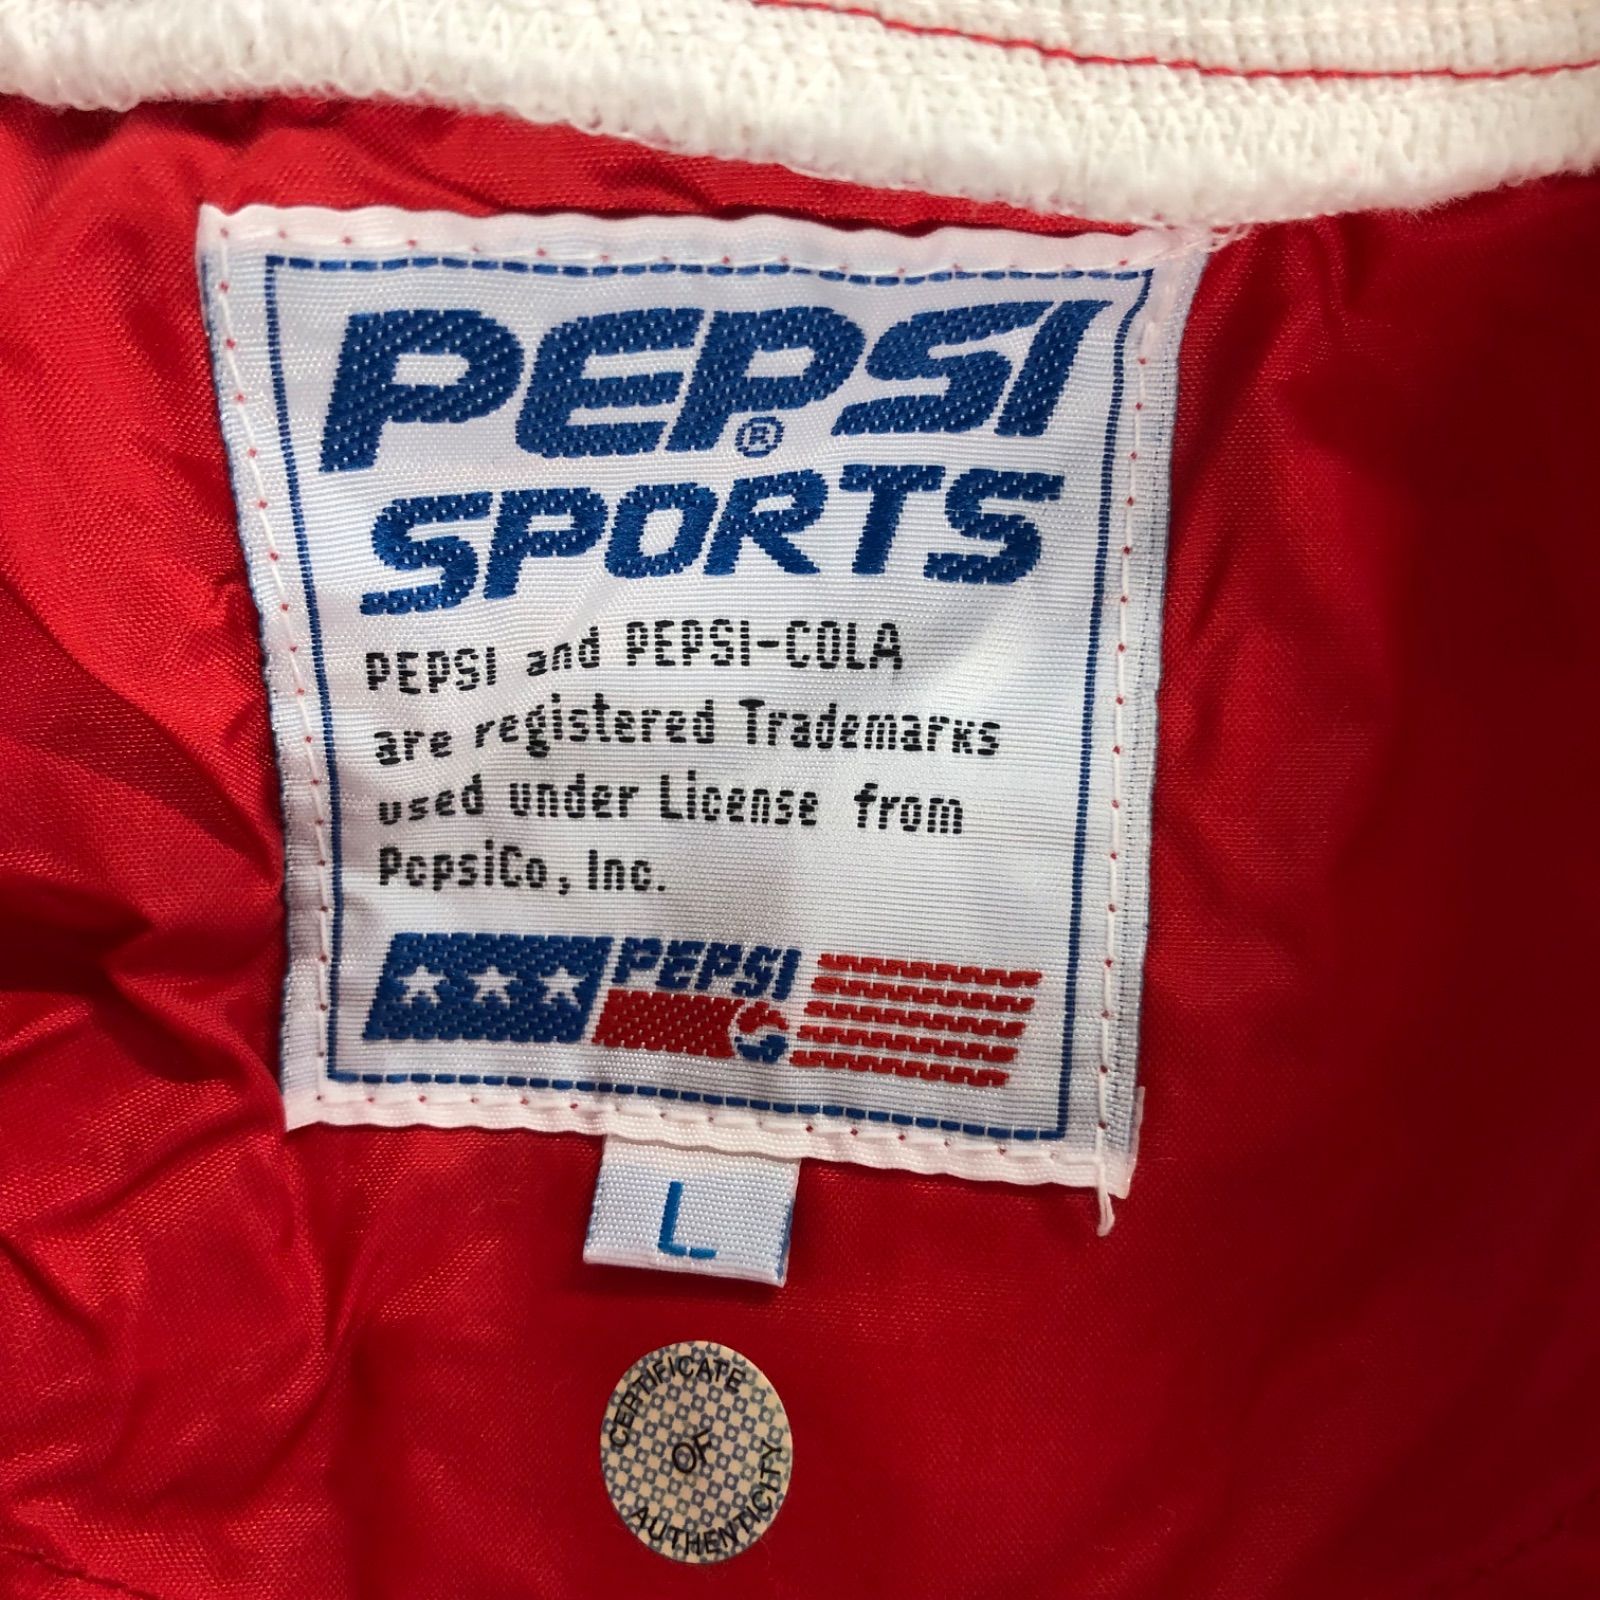 PEPSI®
SPORTS
PEPSI and PEPSI-COLA
are registered Trademarks
used under License from
PepsiCo, Inc.
PEPSI
L
CERTIFICATE
OF
AUTHENTICITY